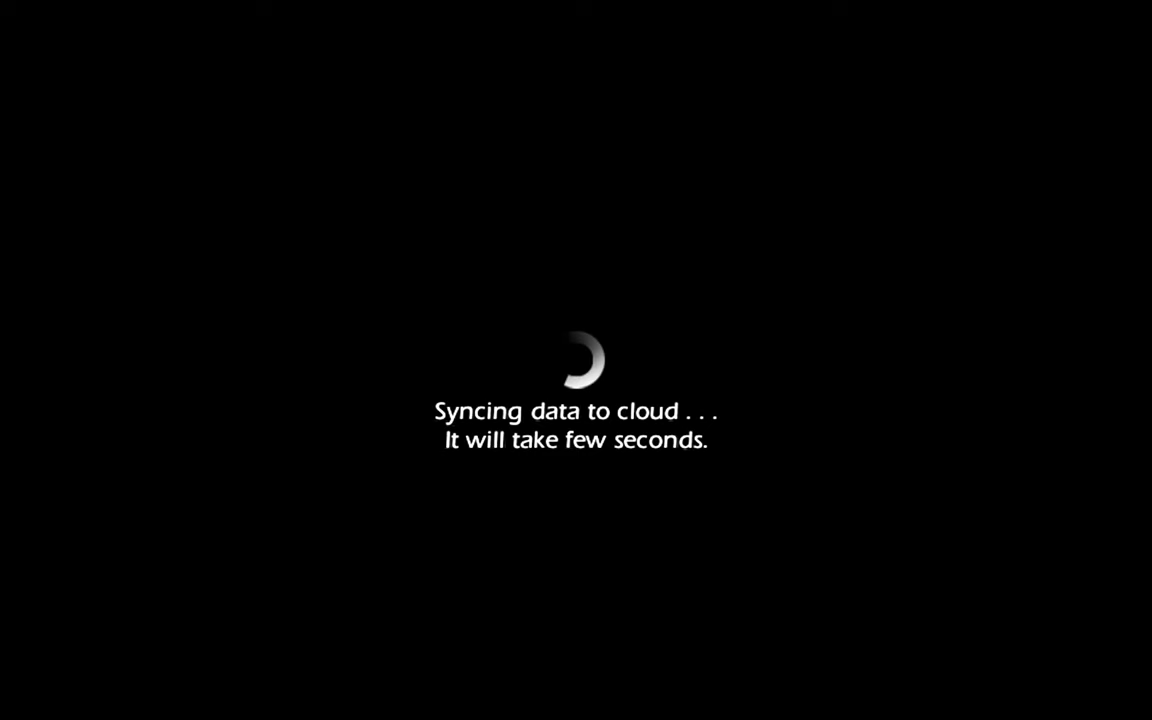 Syncing data to cloud . . .
It will take few seconds.